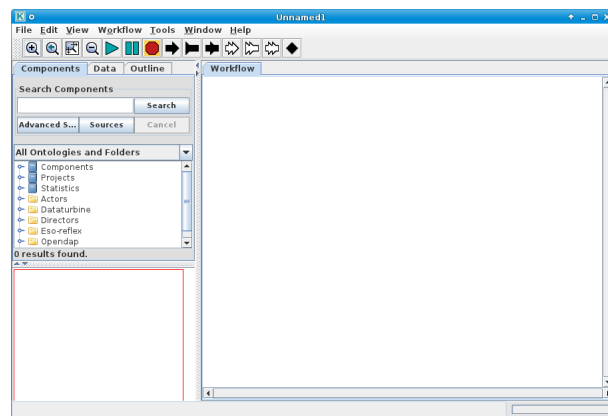 Unnamed1
File Edit View Workflow Tools Window Help
Components Data Outline
Workflow
Search Components
Search
Advanced S... Sources Cancel
All Ontologies and Folders
Components
Projects
Statistics
Actors
Dataturbine
Directors
Eso-reflex
Opendap
0 results found.